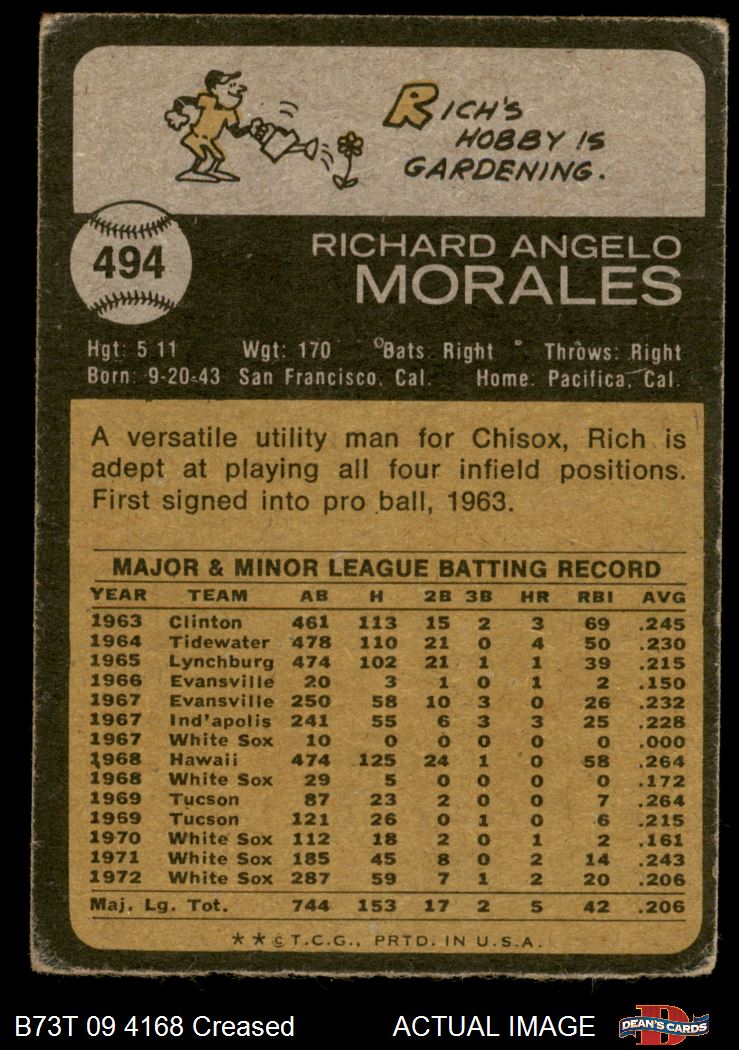 RICH'S
HOBBY IS
GARDENING.
494
RICHARD ANGELO
MORALES
Hgt: 5 11 Wgt: 170 Bats: Right Throws: Right
Born: 9-20-43 San Francisco, Cal. Home: Pacifica, Cal.
A versatile utility man for Chisox, Rich is
adept at playing all four infield positions.
First signed into pro ball, 1963.
MAJOR & MINOR LEAGUE BATTING RECORD
YEAR TEAM AB H 2B 3B HR RBI AVG
1963 Clinton 461 113 15 2 3 69 .245
1964 Tidewater 478 110 21 0 4 50 .230
1965 Lynchburg 474 102 21 1 1 39 .215
1966 Evansville 20 3 1 0 1 2 .150
1967 Evansville 250 58 10 3 0 26 .232
1967 Ind'apolis 241 55 6 3 3 25 .228
1967 White Sox 10 0 0 0 0 0 .000
1968 Hawaii 474 125 24 1 0 58 .264
1968 White Sox 29 5 0 0 0 0 .172
1969 Tucson 87 23 2 0 0 7 .264
1969 Tucson 121 26 0 1 0 6 .215
1970 White Sox 112 18 2 0 1 2 .161
1971 White Sox 185 45 8 0 2 14 .243
1972 White Sox 287 59 7 1 2 20 .206
Maj. Lg. Tot. 744 153 17 2 5 42 .206
**© T.C.G., PRTD. IN U.S.A.
B73T 09 4168 Creased ACTUAL IMAGE D DEAN'S CARDS